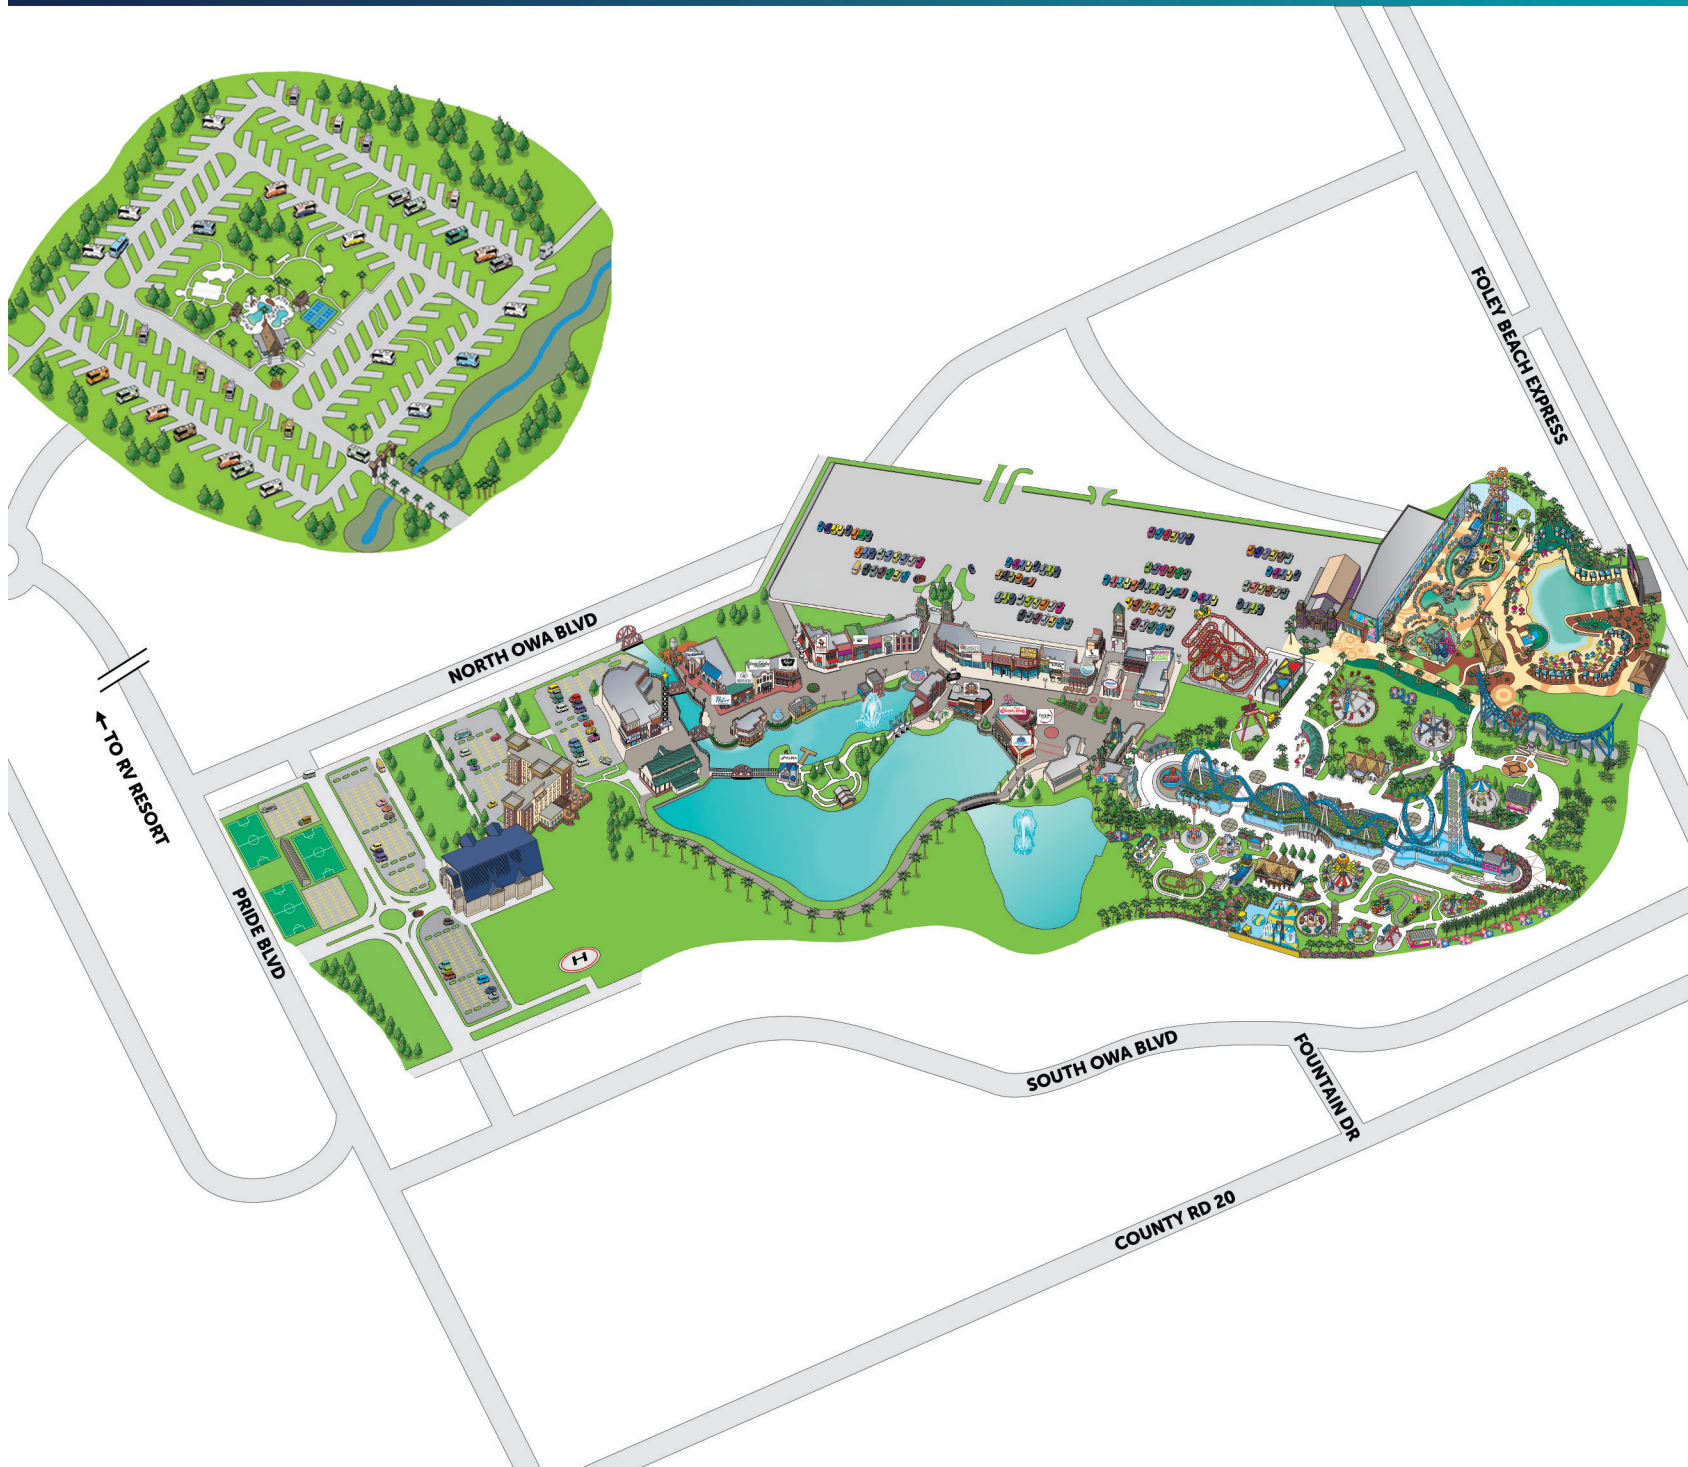 FOLEY BEACH EXPRESS
NORTH OWA BLVD
← TO RV RESORT
PRIDE BLVD
H
SOUTH OWA BLVD
FOUNTAIN DR
COUNTY RD 20